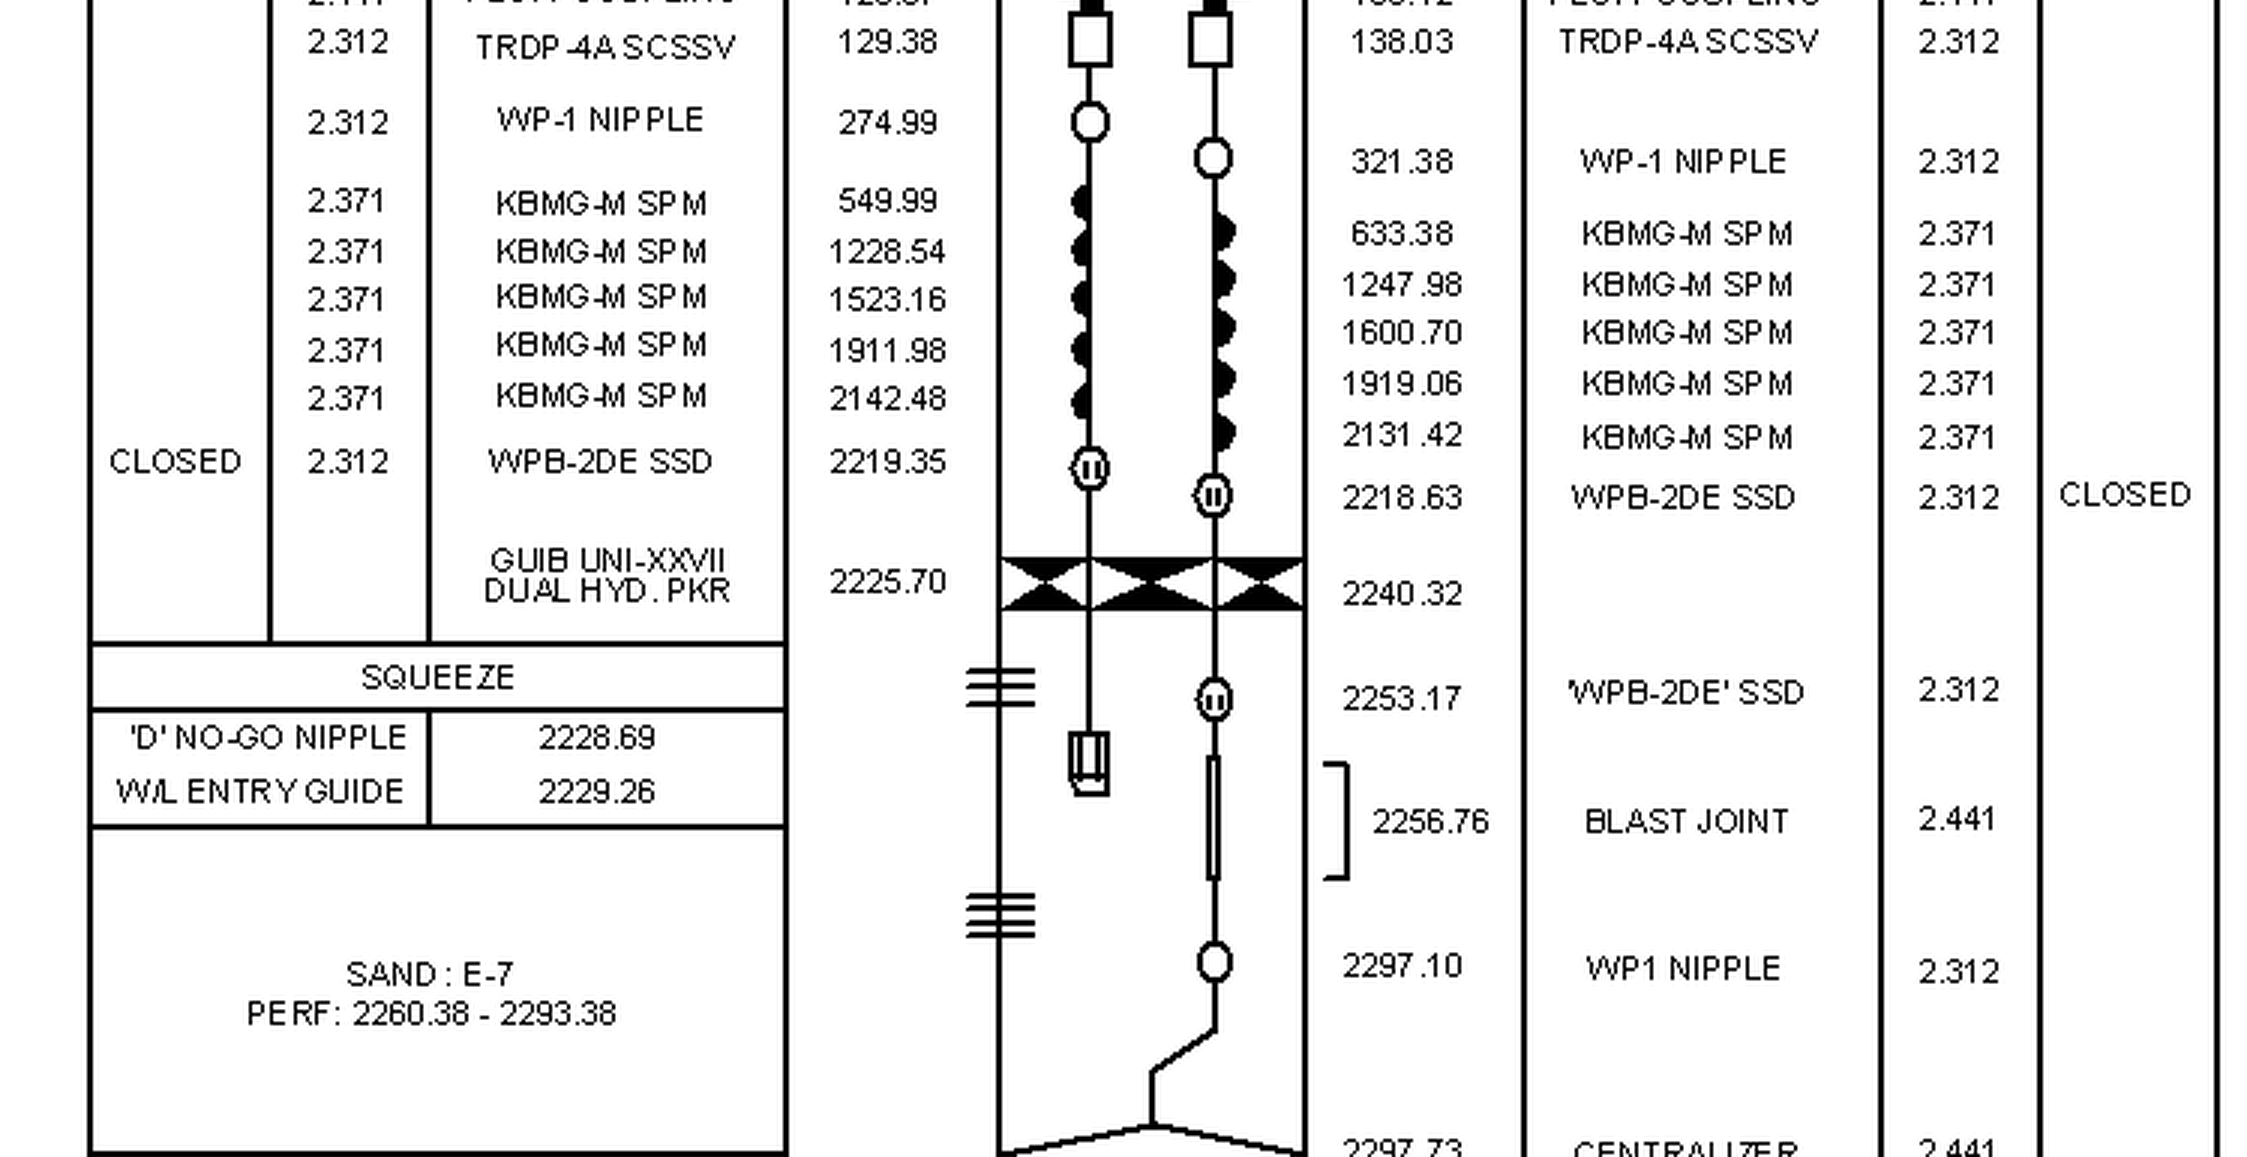 2.312 TRDP-4A SCSSV 129.38 138.03 TRDP-4A SCSSV 2.312
2.312 WP-1 NIPPLE 274.99
321.38 WP-1 NIPPLE 2.312
2.371 KBMG-M SPM 549.99
633.38 KBMG-M SPM 2.371
2.371 KBMG-M SPM 1228.54
1247.98 KBMG-M SPM 2.371
2.371 KBMG-M SPM 1523.16
1600.70 KBMG-M SPM 2.371
2.371 KBMG-M SPM 1911.98
1919.06 KBMG-M SPM 2.371
2.371 KBMG-M SPM 2142.48
2131.42 KBMG-M SPM 2.371
CLOSED 2.312 WPB-2DE SSD 2219.35
2218.63 WPB-2DE SSD 2.312 CLOSED
GUIB UNI-XXVII
DUAL HYD. PKR 2225.70
2240.32
SQUEEZE
2253.17 'WPB-2DE' SSD 2.312
'D' NO-GO NIPPLE 2228.69
W/L ENTRY GUIDE 2229.26
2256.76 BLAST JOINT 2.441
SAND : E-7
2297.10 WP1 NIPPLE 2.312
PERF: 2260.38 - 2293.38
2297.73 CENTRALIZER 2.441